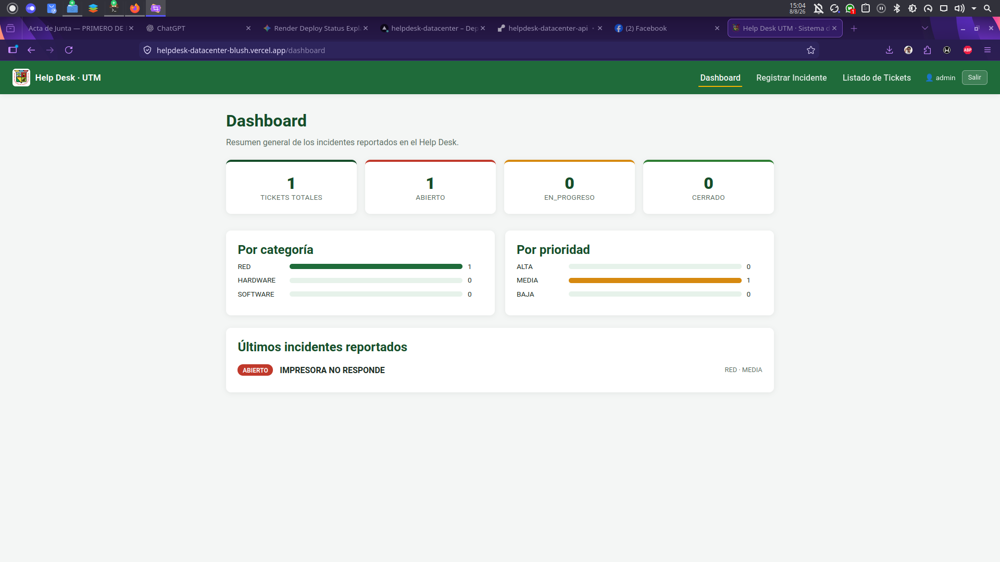 15:04
8/8/26
1
Acta de Junta — PRIMERO DE
ChatGPT
Render Deploy Status Expl
helpdesk-datacenter – Dep
helpdesk-datacenter-api
(2) Facebook
Help Desk UTM · Sistema d
helpdesk-datacenter-blush.vercel.app/dashboard
ABP
Help Desk · UTM
Dashboard
Registrar Incidente
Listado de Tickets
admin
Salir
Dashboard
Resumen general de los incidentes reportados en el Help Desk.
1
TICKETS TOTALES
1
ABIERTO
0
EN_PROGRESO
0
CERRADO
Por categoría
RED 1
HARDWARE 0
SOFTWARE 0
Por prioridad
ALTA 0
MEDIA 1
BAJA 0
Últimos incidentes reportados
ABIERTO IMPRESORA NO RESPONDE RED · MEDIA